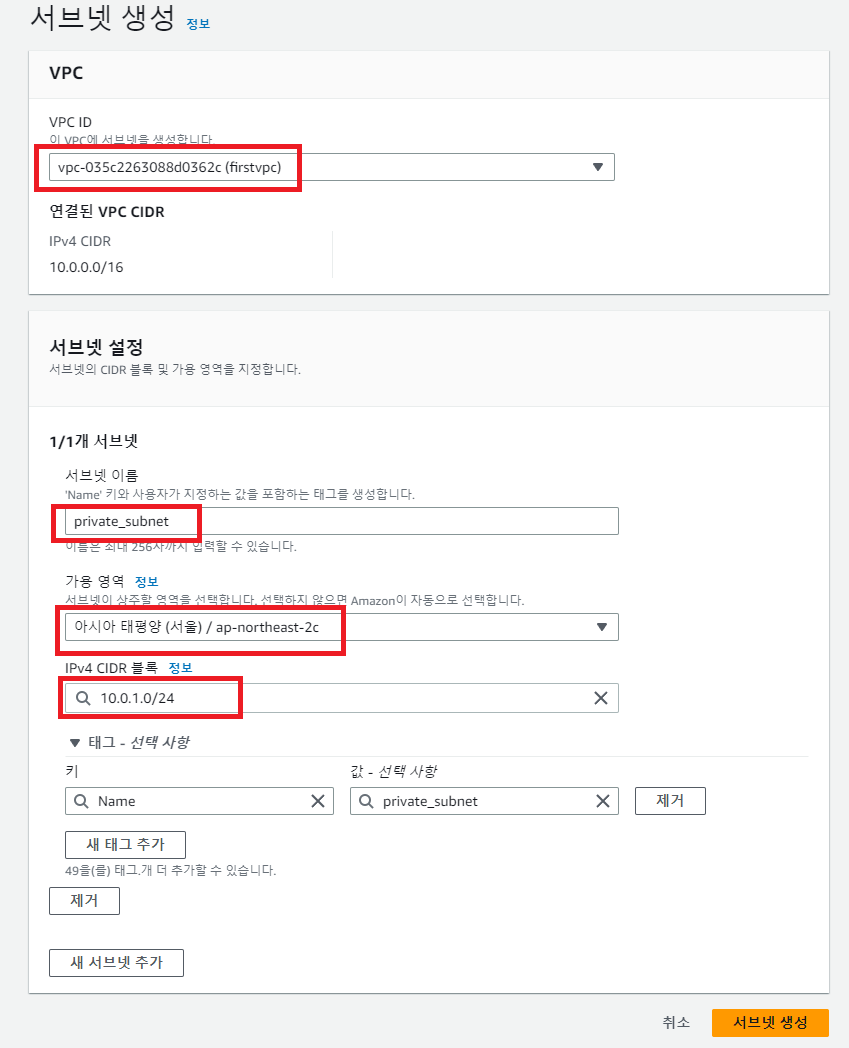 서브넷 생성 정보
VPC
VPC ID
이 VPC에 서브넷을 생성합니다.
vpc-035c2263088d0362c (firstvpc)
연결된 VPC CIDR
IPv4 CIDR
10.0.0.0/16
서브넷 설정
서브넷의 CIDR 블록 및 가용 영역을 지정합니다.
1/1개 서브넷
서브넷 이름
'Name' 키와 사용자가 지정하는 값을 포함하는 태그를 생성합니다.
private_subnet
이름은 최대 256자까지 입력할 수 있습니다.
가용 영역 정보
서브넷이 상주할 영역을 선택합니다. 선택하지 않으면 Amazon이 자동으로 선택합니다.
아시아 태평양 (서울) / ap-northeast-2c
IPv4 CIDR 블록 정보
10.0.1.0/24
태그 - 선택 사항
키 값 - 선택 사항
Name private_subnet 제거
새 태그 추가
49을(를) 태그.개 더 추가할 수 있습니다.
제거
새 서브넷 추가
취소 서브넷 생성